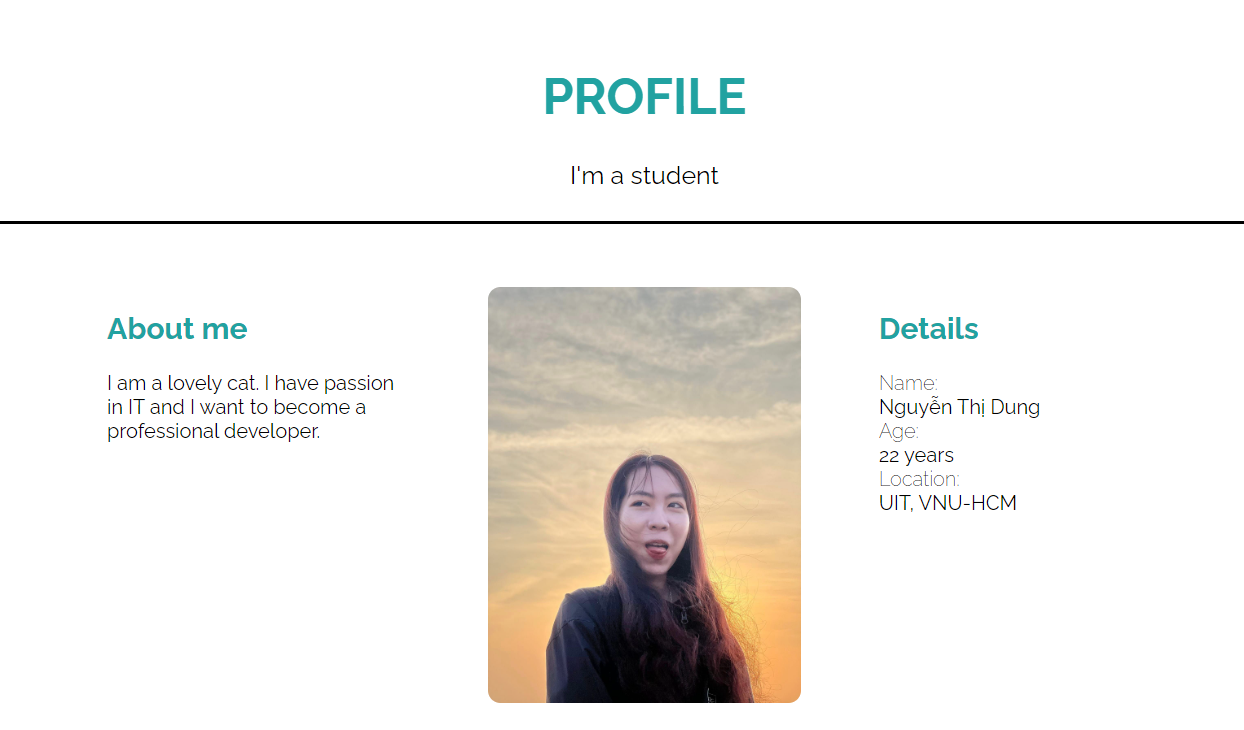 PROFILE
I'm a student
About me
I am a lovely cat. I have passion
in IT and I want to become a
professional developer.
Details
Name:
Nguyễn Thị Dung
Age:
22 years
Location:
UIT, VNU-HCM